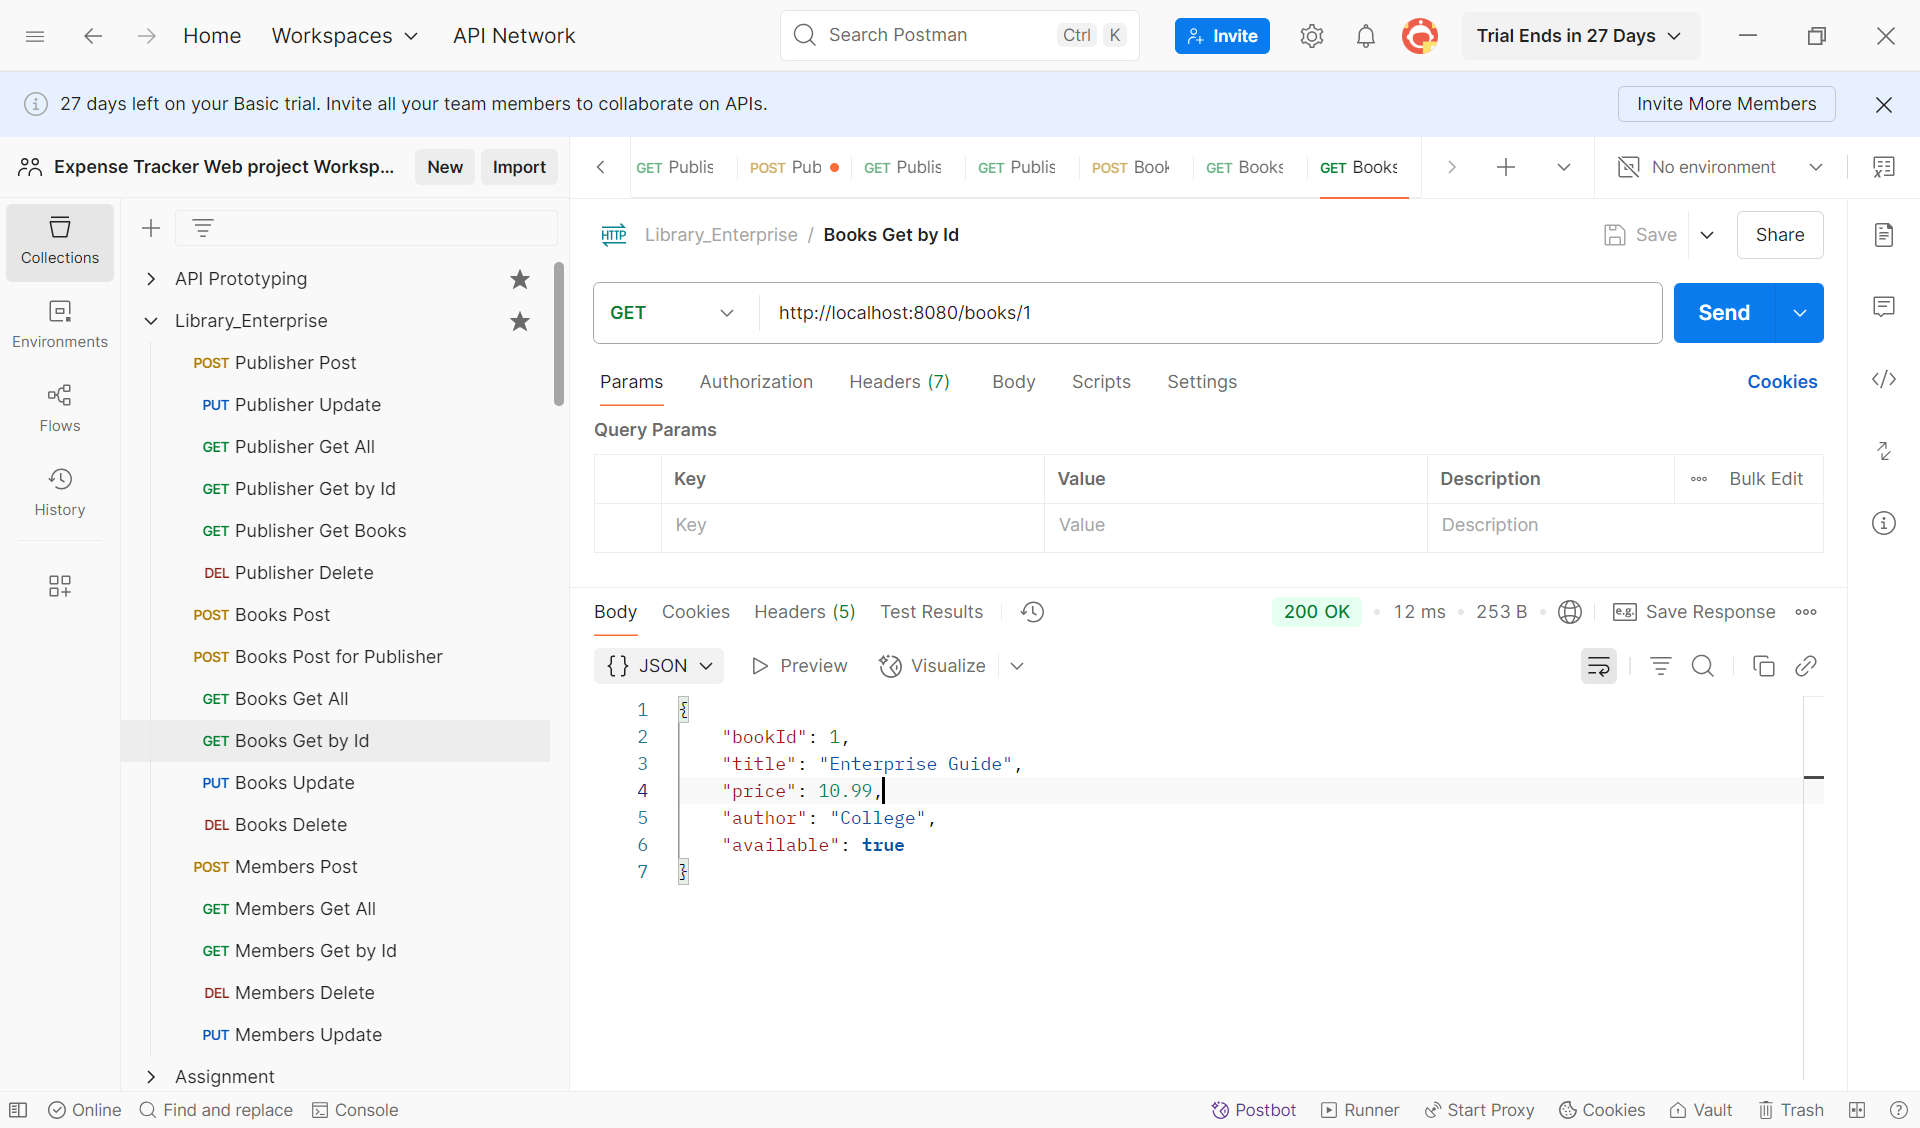 Home
Workspaces
API Network
Search Postman
Ctrl K
Invite
Trial Ends in 27 Days
27 days left on your Basic trial. Invite all your team members to collaborate on APIs.
Invite More Members
Expense Tracker Web project Worksp...
New
Import
GET Publis
POST Pub
GET Publis
GET Publis
POST Book
GET Books
GET Books
No environment
Collections
Environments
Flows
History
API Prototyping
Library_Enterprise
POST Publisher Post
PUT Publisher Update
GET Publisher Get All
GET Publisher Get by Id
GET Publisher Get Books
DEL Publisher Delete
POST Books Post
POST Books Post for Publisher
GET Books Get All
GET Books Get by Id
PUT Books Update
DEL Books Delete
POST Members Post
GET Members Get All
GET Members Get by Id
DEL Members Delete
PUT Members Update
Assignment
HTTP Library_Enterprise / Books Get by Id
Save
Share
GET
http://localhost:8080/books/1
Send
Params
Authorization
Headers (7)
Body
Scripts
Settings
Cookies
Query Params
Key
Value
Description
Bulk Edit
Key
Value
Description
Body
Cookies
Headers (5)
Test Results
200 OK
12 ms
253 B
e.g. Save Response
{} JSON
Preview
Visualize
1 {
2 "bookId": 1,
3 "title": "Enterprise Guide",
4 "price": 10.99,
5 "author": "College",
6 "available": true
7 }
Online
Find and replace
Console
Postbot
Runner
Start Proxy
Cookies
Vault
Trash